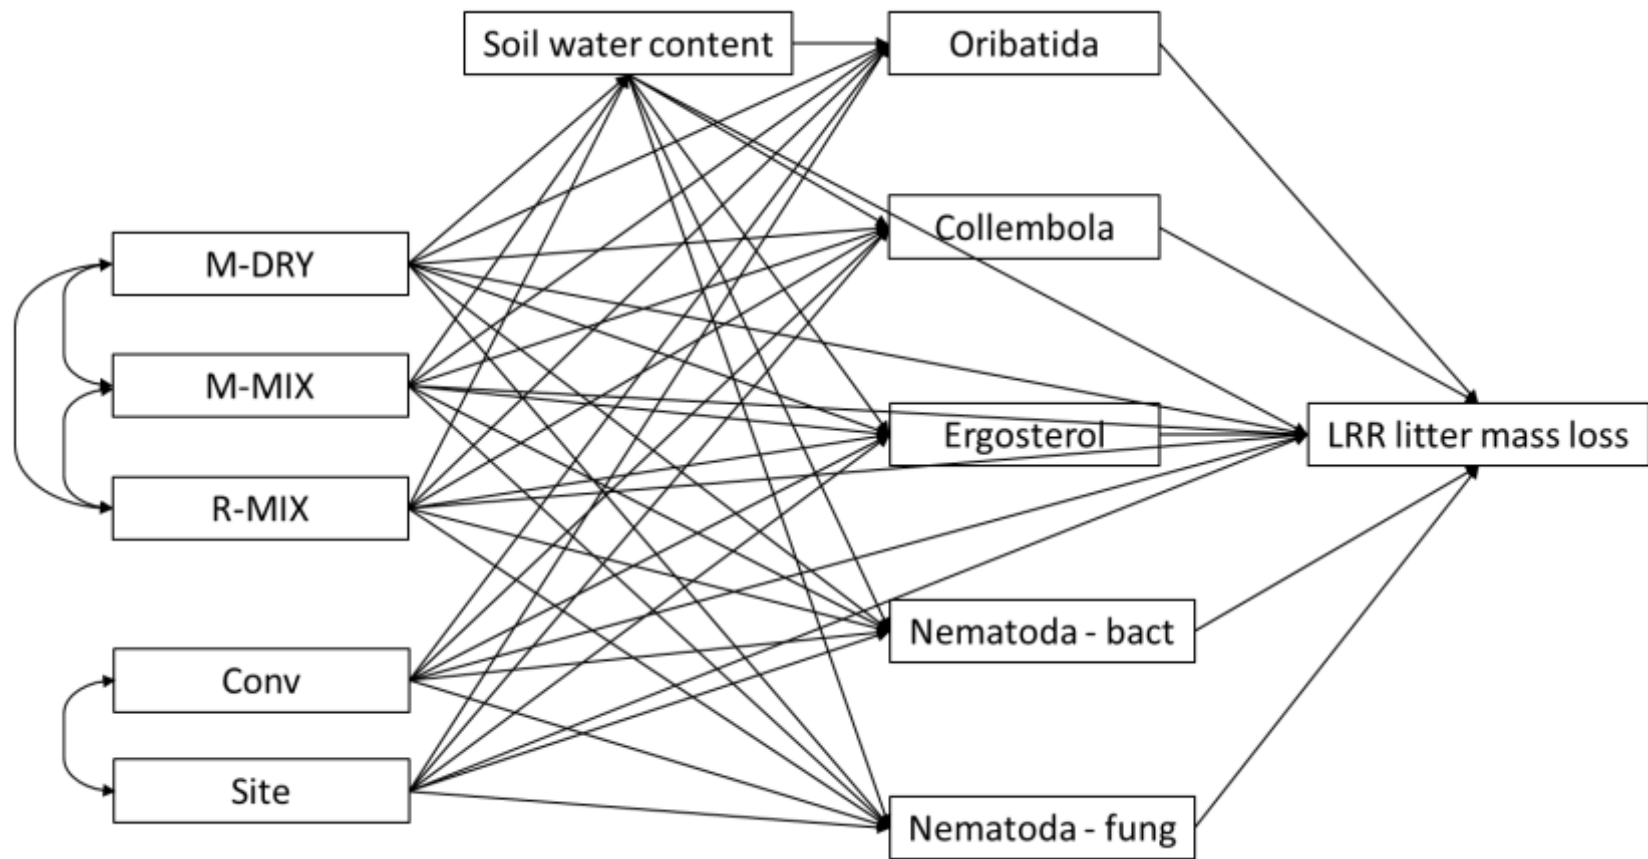 Soil water content
Oribatida
Collembola
M-DRY
M-MIX
Ergosterol
LRR litter mass loss
R-MIX
Nematoda - bact
Conv
Site
Nematoda - fung